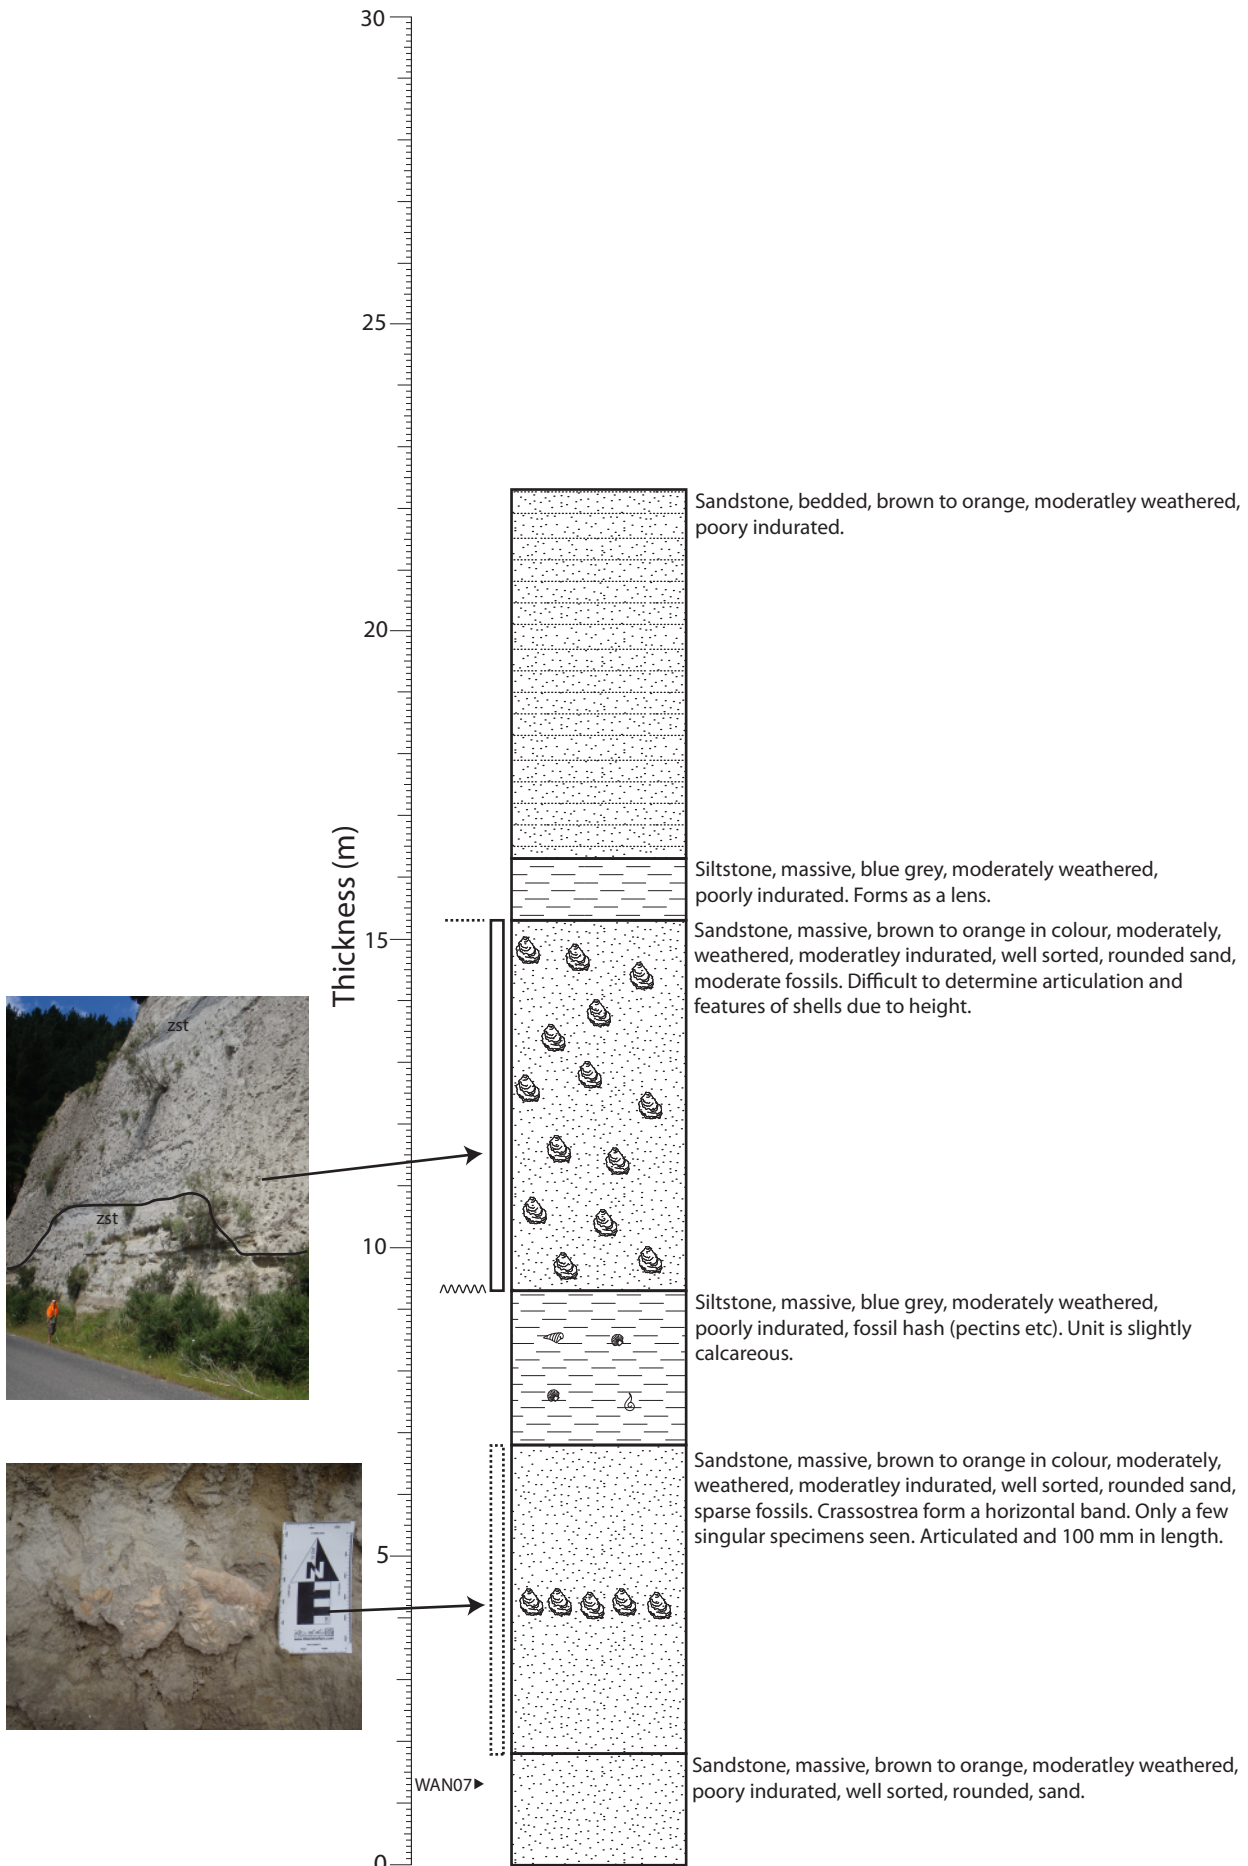 30
25
20
15
10
5
0
Thickness (m)
Sandstone, bedded, brown to orange, moderatley weathered,
poory indurated.
Siltstone, massive, blue grey, moderately weathered,
poorly indurated. Forms as a lens.
Sandstone, massive, brown to orange in colour, moderately,
weathered, moderatley indurated, well sorted, rounded sand,
moderate fossils. Difficult to determine articulation and
features of shells due to height.
zst
zst
Siltstone, massive, blue grey, moderately weathered,
poorly indurated, fossil hash (pectins etc). Unit is slightly
calcareous.
Sandstone, massive, brown to orange in colour, moderately,
weathered, moderatley indurated, well sorted, rounded sand,
sparse fossils. Crassostrea form a horizontal band. Only a few
singular specimens seen. Articulated and 100 mm in length.
N
WAN07
Sandstone, massive, brown to orange, moderatley weathered,
poory indurated, well sorted, rounded, sand.